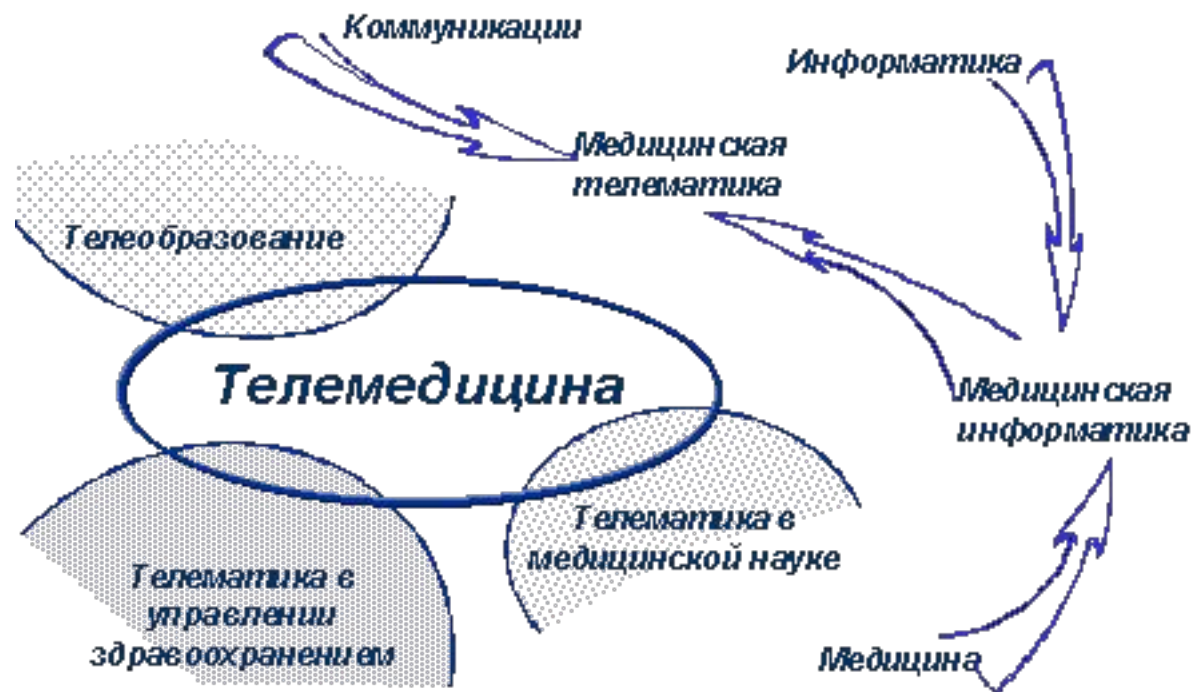 Коммуникации
Информатика
Медицинская
телематика
Телеобразование
Телемедицина
Медицинская
информатика
Телематика в
медицинской науке
Телематика в
управлении
здравоохранением
Медицина